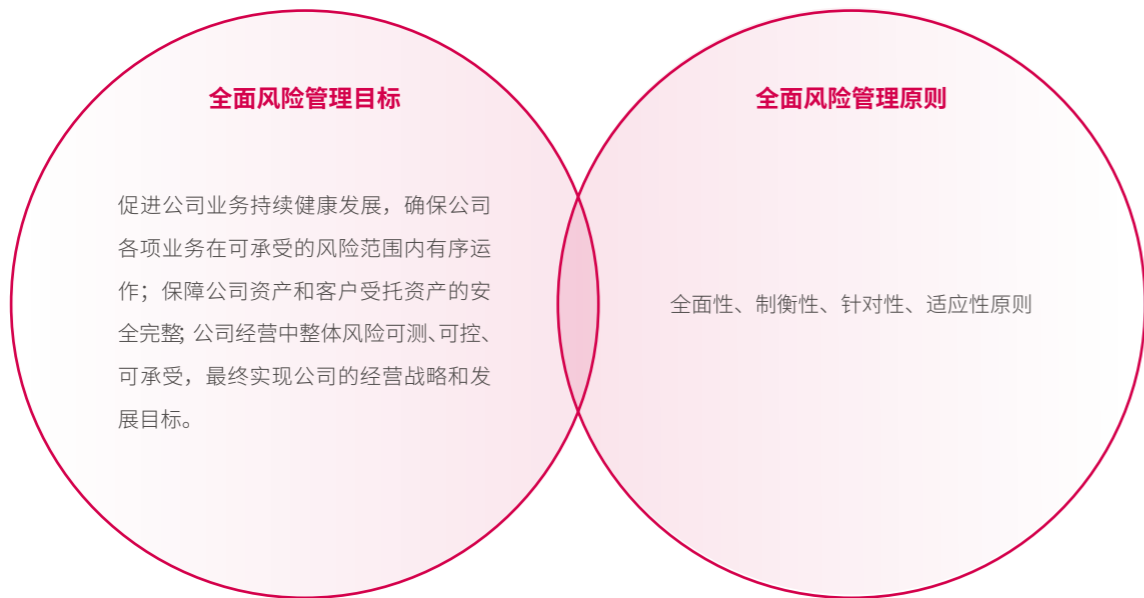 全面风险管理目标
促进公司业务持续健康发展，确保公司
各项业务在可承受的风险范围内有序运
作；保障公司资产和客户受托资产的安
全完整；公司经营中整体风险可测、可控、
可承受，最终实现公司的经营战略和发
展目标。
全面风险管理原则
全面性、制衡性、针对性、适应性原则